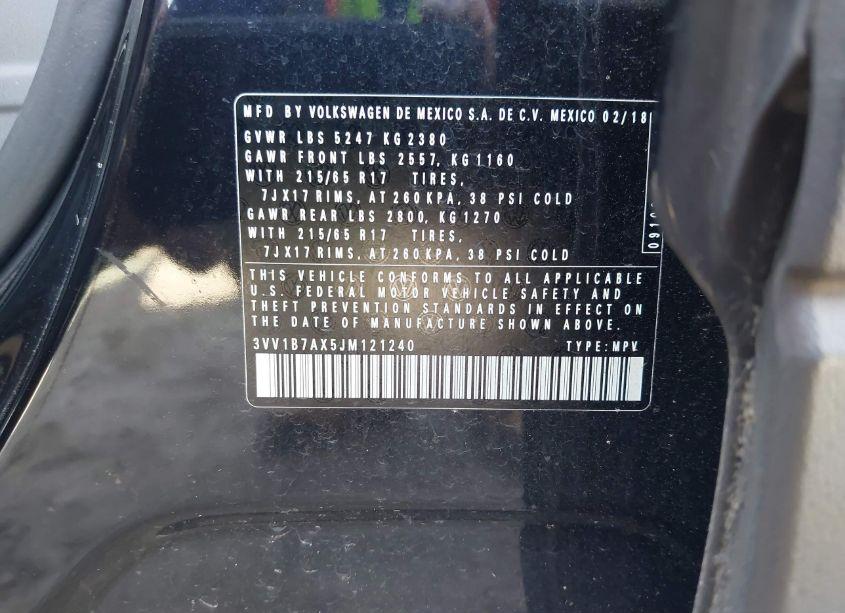 MFD BY VOLKSWAGEN DE MEXICO S.A. DE C.V. MEXICO 02/18
GVWR LBS 5247 KG 2380
GAWR FRONT LBS 2557, KG 1160
WITH 215/65 R17 TIRES,
7JX17 RIMS, AT 260 KPA, 38 PSI COLD
GAWR REAR LBS 2800, KG 1270
WITH 215/65 R17 TIRES,
7JX17 RIMS, AT 260 KPA, 38 PSI COLD
THIS VEHICLE CONFORMS TO ALL APPLICABLE
U.S. FEDERAL MOTOR VEHICLE SAFETY AND
THEFT PREVENTION STANDARDS IN EFFECT ON
THE DATE OF MANUFACTURE SHOWN ABOVE.
3VV1B7AX5JM121240 TYPE: MPV